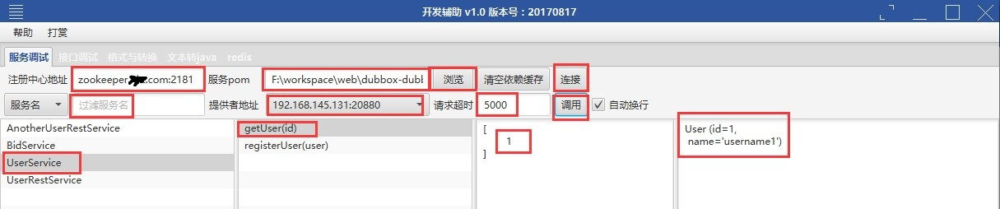 开发辅助 v1.0 版本号：20170817
帮助 打赏
服务调试 接口调试 格式与转换 文本转java redis
注册中心地址 zookeeper .com:2181 服务pom F:\workspace\web\dubbox-dubb 浏览 清空依赖缓存 连接
服务名 过滤服务名 提供者地址 192.168.145.131:20880 请求超时 5000 调用 自动换行
AnotherUserRestService
BidService
UserService
UserRestService
getUser(id)
registerUser(user)
[
1
]
User (id=1,
name='username1')